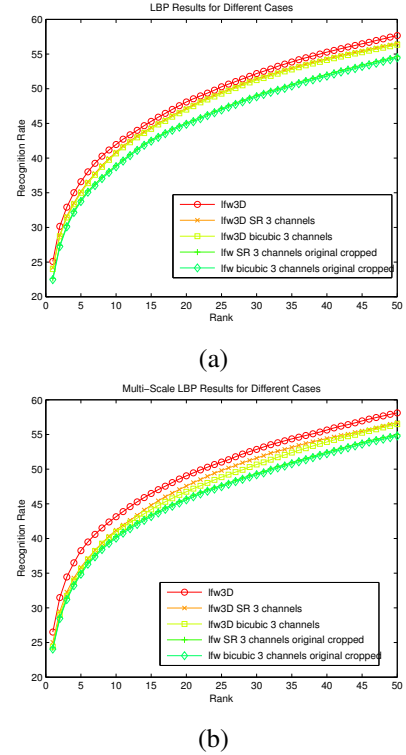 LBP Results for Different Cases
60
55
50
45
40
35
30
25
20
Recognition Rate
lfw3D
lfw3D SR 3 channels
lfw3D bicubic 3 channels
lfw SR 3 channels original cropped
lfw bicubic 3 channels original cropped
0 5 10 15 20 25 30 35 40 45 50
Rank
(a)
Multi−Scale LBP Results for Different Cases
60
55
50
45
40
35
30
25
20
Recognition Rate
lfw3D
lfw3D SR 3 channels
lfw3D bicubic 3 channels
lfw SR 3 channels original cropped
lfw bicubic 3 channels original cropped
0 5 10 15 20 25 30 35 40 45 50
Rank
(b)